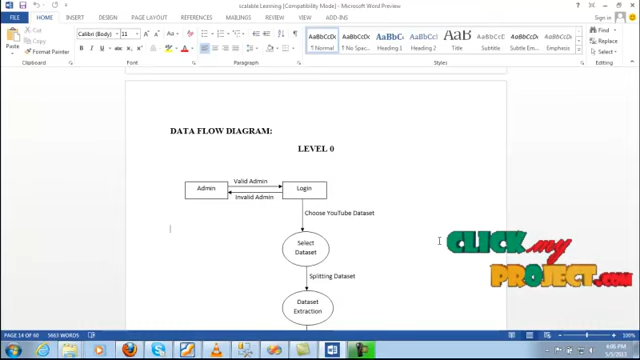 scalable Learning [Compatibility Mode] - Word Preview
Sign in
FILE HOME INSERT DESIGN PAGE LAYOUT REFERENCES MAILINGS REVIEW VIEW ADD-INS
Paste
Cut
Copy
Format Painter
Clipboard
Calibri (Body) 11
Font
Paragraph
AaBbCcDc AaBbCcDc AaBbCc AaBbCcI AaB AaBbCcC AaBbCcDc AaBbCcDc
¶ Normal ¶ No Spac... Heading 1 Heading 2 Title Subtitle Subtle Em... Emphasis
Styles
Find
Replace
Select
Editing
DATA FLOW DIAGRAM:
LEVEL 0
Admin
Valid Admin
Invalid Admin
Login
Choose YouTube Dataset
Select
Dataset
Splitting Dataset
Dataset
Extraction
CLICK my
PROJECT.com
PAGE 14 OF 60 5663 WORDS
100%
4:06 PM
5/5/2015